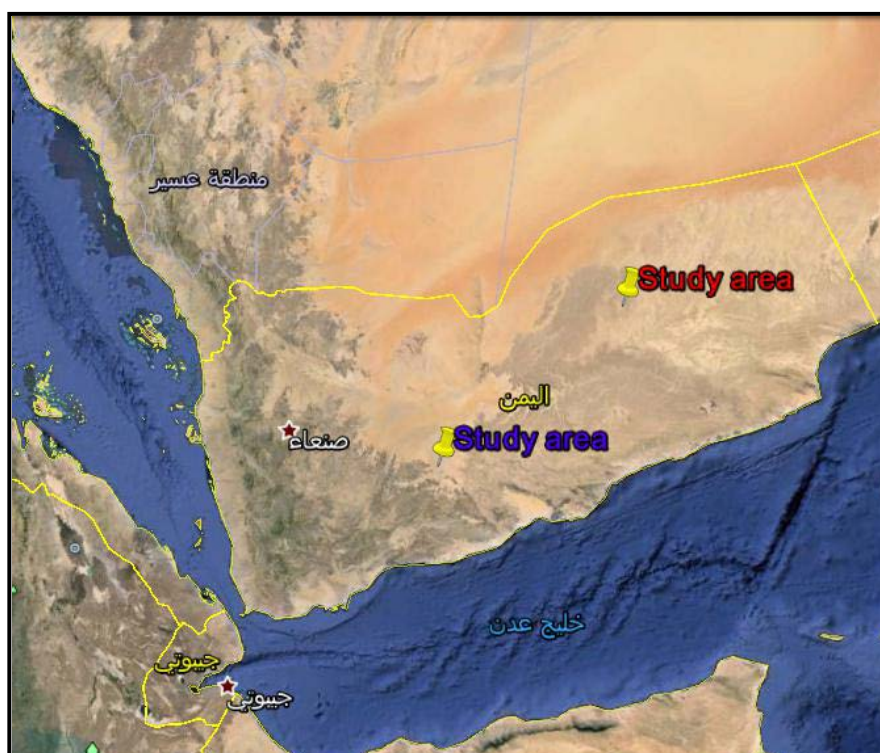 منطقة عسير
Study area
اليمن
صنعاء
Study area
خليج عدن
جيبوتي
جيبوتي